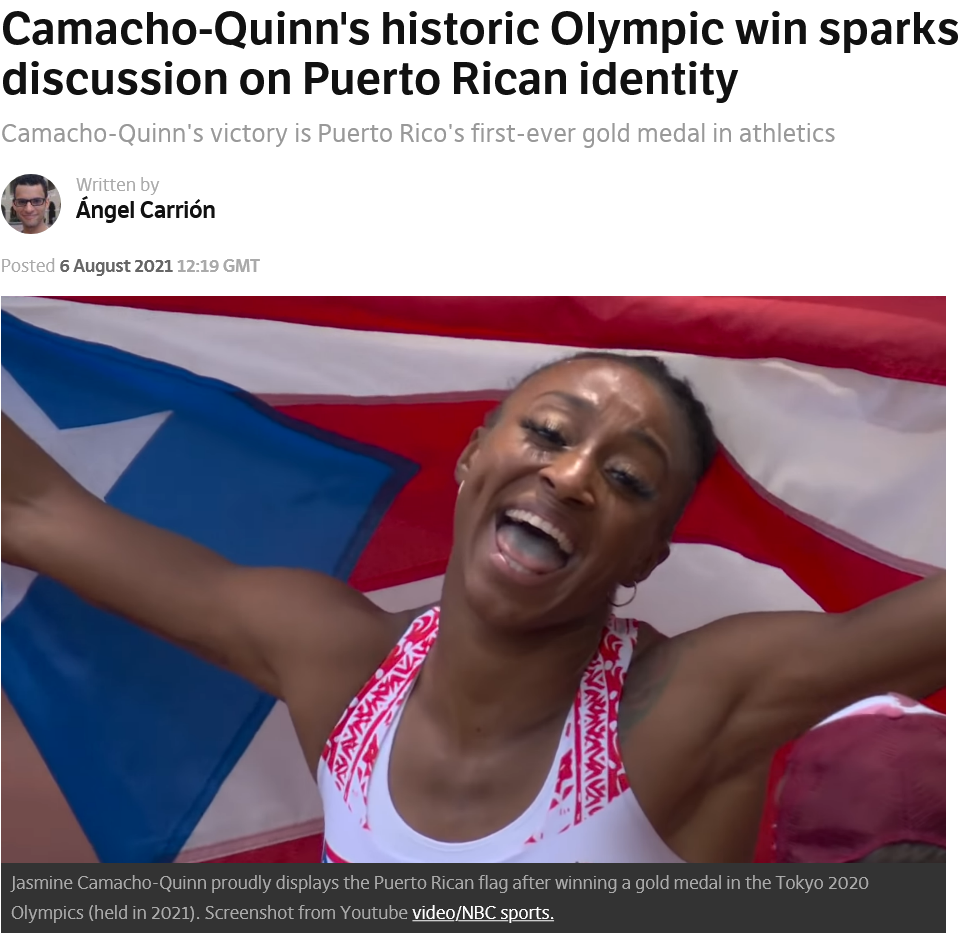 Camacho-Quinn's historic Olympic win sparks
discussion on Puerto Rican identity
Camacho-Quinn's victory is Puerto Rico's first-ever gold medal in athletics
Written by
Ángel Carrión
Posted 6 August 2021 12:19 GMT
Jasmine Camacho-Quinn proudly displays the Puerto Rican flag after winning a gold medal in the Tokyo 2020
Olympics (held in 2021). Screenshot from Youtube video/NBC sports.